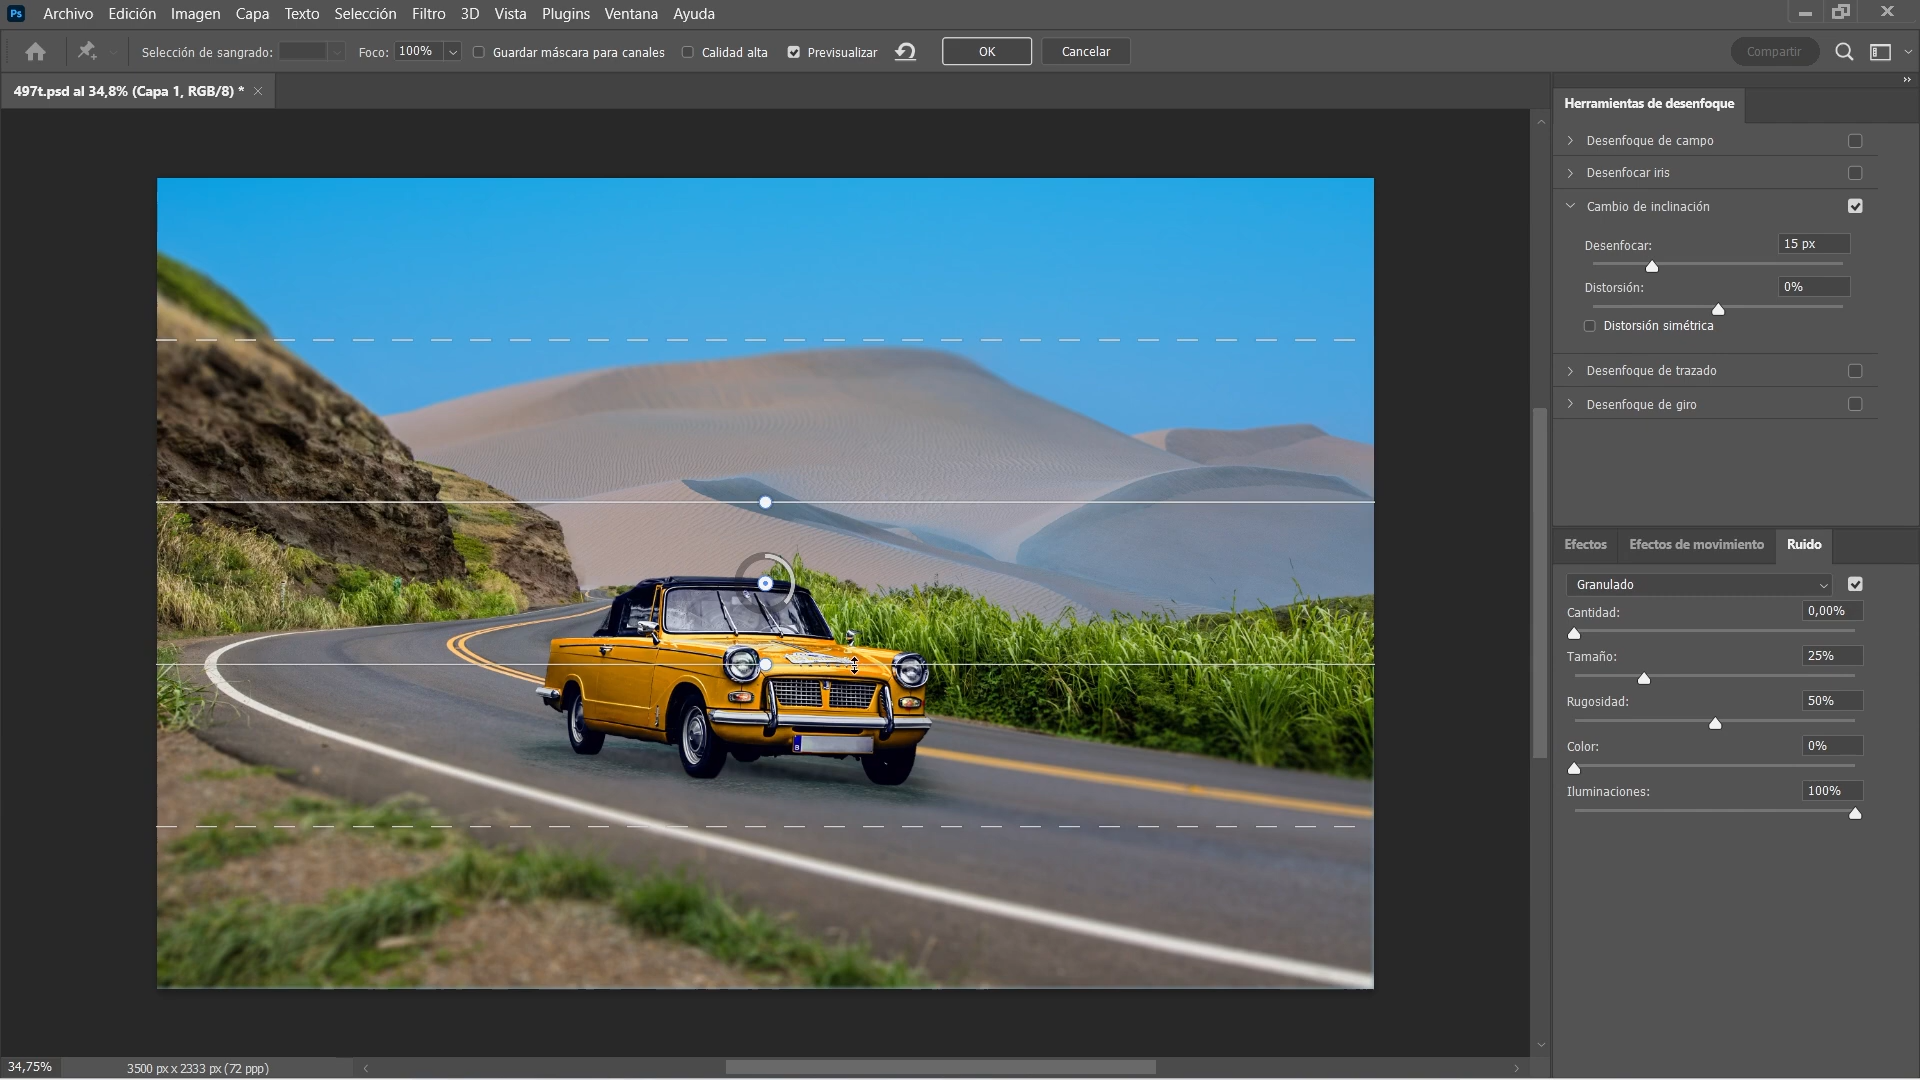 Ps Archivo Edición Imagen Capa Texto Selección Filtro 3D Vista Plugins Ventana Ayuda
Selección de sangrado: Foco: 100% Guardar máscara para canales Calidad alta Previsualizar OK Cancelar Compartir
497t.psd al 34,8% (Capa 1, RGB/8) *
Herramientas de desenfoque
Desenfoque de campo
Desenfocar iris
Cambio de inclinación
Desenfocar: 15 px
Distorsión: 0%
Distorsión simétrica
Desenfoque de trazado
Desenfoque de giro
Efectos Efectos de movimiento Ruido
Granulado
Cantidad: 0,00%
Tamaño: 25%
Rugosidad: 50%
Color: 0%
Iluminaciones: 100%
34,75% 3500 px x 2333 px (72 ppp)